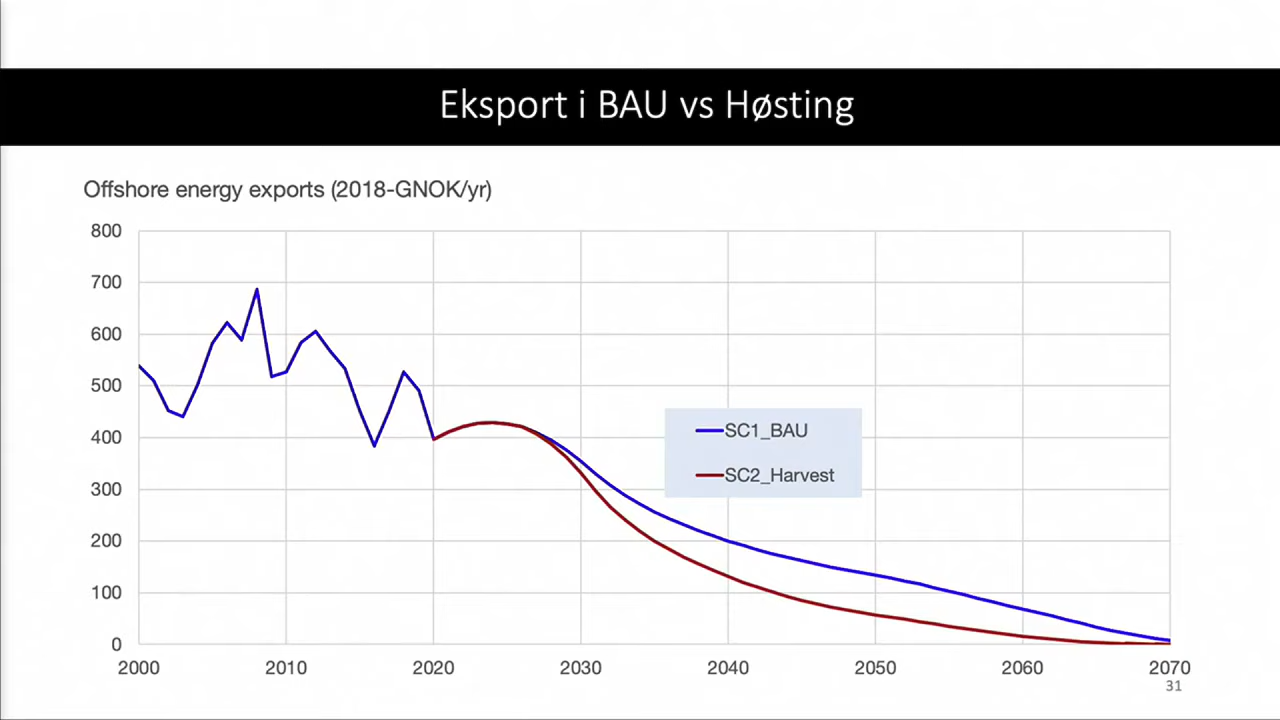 Eksport i BAU vs Høsting
Offshore energy exports (2018-GNOK/yr)
800
700
600
500
400
300
200
100
0
SC1_BAU
SC2_Harvest
2000 2010 2020 2030 2040 2050 2060 2070
31